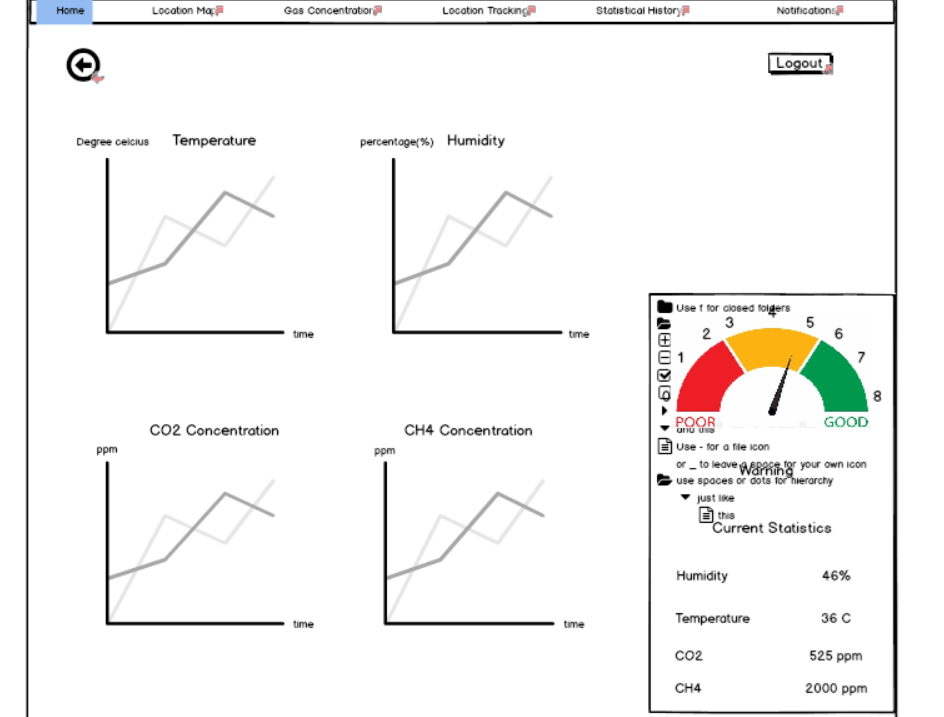 Home Location Map Gas Concentration Location Tracking Statistical History Notifications
Logout
Degree celcius Temperature
time
percentage(%) Humidity
time
CO2 Concentration
ppm
time
CH4 Concentration
ppm
time
Use f for closed folders
1 2 3 4 5 6 7 8
POOR GOOD
and this
Use - for a file icon
or _ to leave a space for your own icon
Warning
use spaces or dots for hierarchy
just like
this
Current Statistics
Humidity 46%
Temperature 36 C
CO2 525 ppm
CH4 2000 ppm